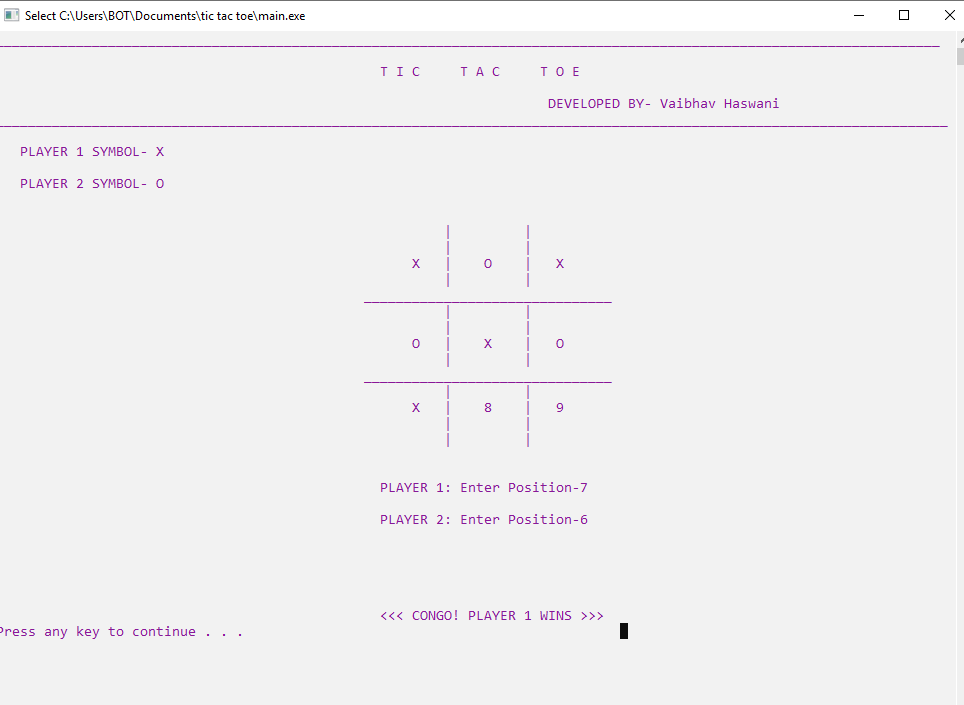 Select C:\Users\BOT\Documents\tic tac toe\main.exe
T I C T A C T O E
DEVELOPED BY- Vaibhav Haswani
PLAYER 1 SYMBOL- X
PLAYER 2 SYMBOL- O
X | O | X
O | X | O
X | 8 | 9
PLAYER 1: Enter Position-7
PLAYER 2: Enter Position-6
<<< CONGO! PLAYER 1 WINS >>>
Press any key to continue . . .